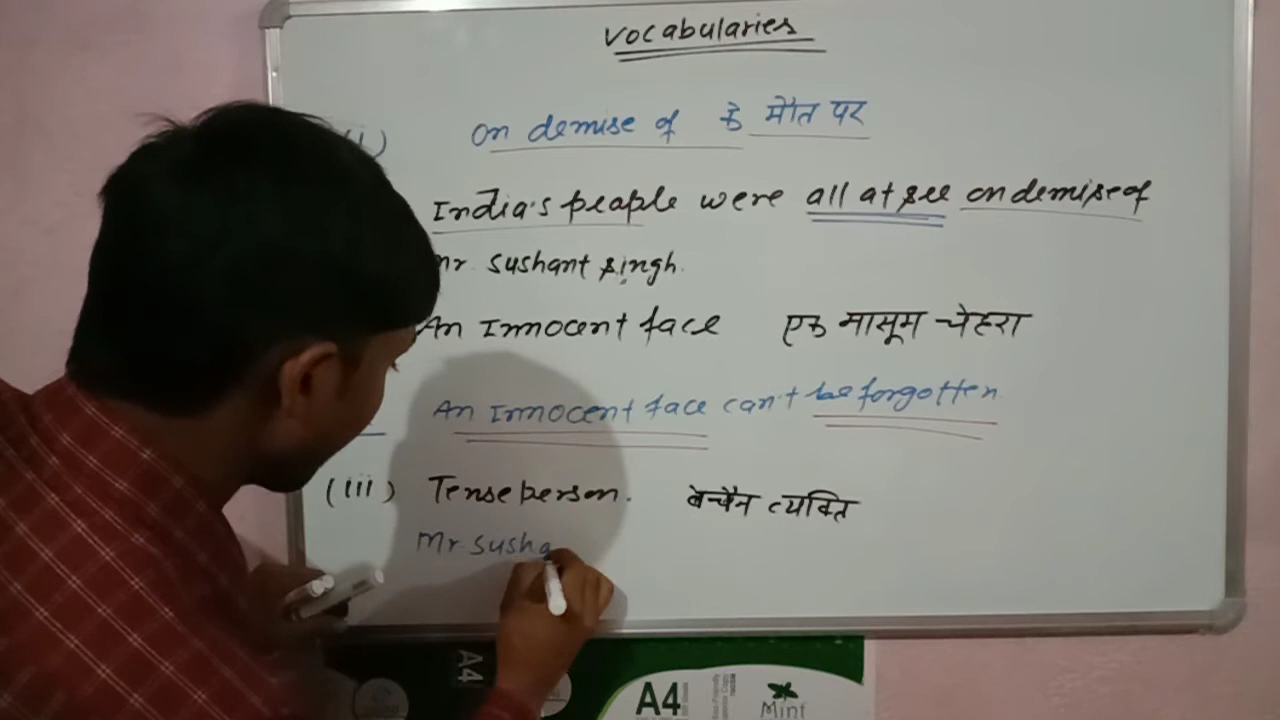 Vocabularies
(i) On demise of के मौत पर
India's people were all at see on demise of
Mr sushant singh.
An Innocent face एक मासूम चेहरा
An Innocent face can't be forgotten.
(iii) Tense person. बेचैन व्यक्ति
Mr. Susha
A4
A4
Mint